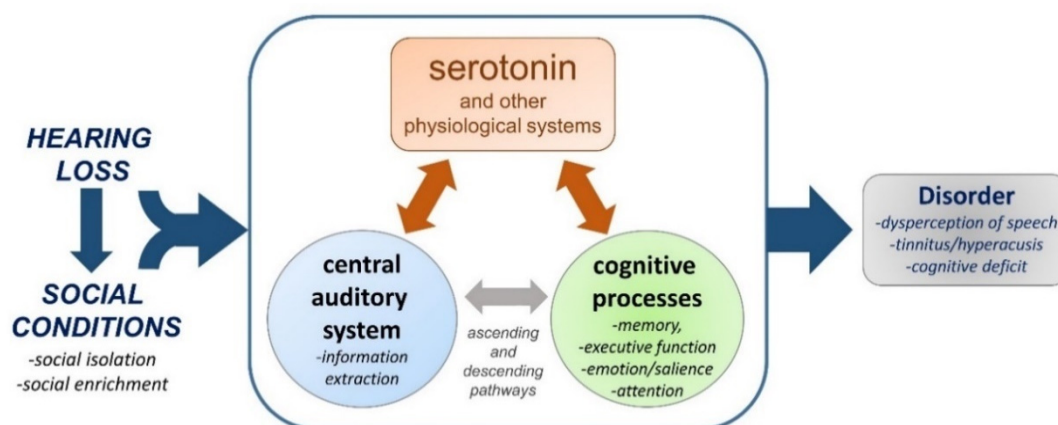 serotonin
and other
physiological systems
HEARING
LOSS
SOCIAL
CONDITIONS
-social isolation
-social enrichment
central
auditory
system
-information
extraction
ascending
and
descending
pathways
cognitive
processes
-memory,
-executive function
-emotion/salience
-attention
Disorder
-dysperception of speech
-tinnitus/hyperacusis
-cognitive deficit